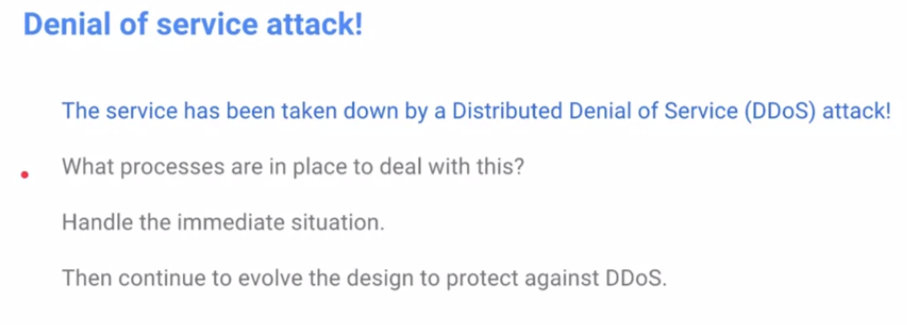 Denial of service attack!
The service has been taken down by a Distributed Denial of Service (DDoS) attack!
What processes are in place to deal with this?
Handle the immediate situation.
Then continue to evolve the design to protect against DDoS.